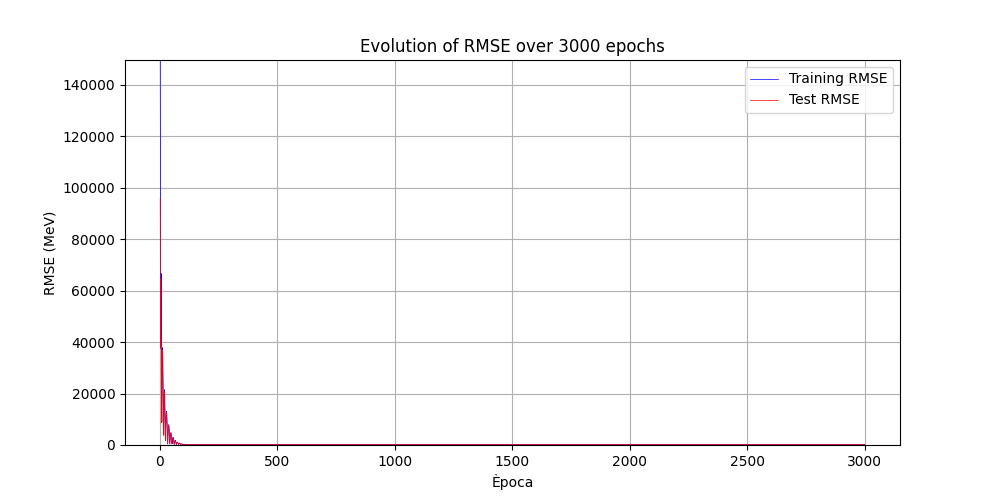 Evolution of RMSE over 3000 epochs
Training RMSE
Test RMSE
RMSE (MeV)
140000
120000
100000
80000
60000
40000
20000
0
0 500 1000 1500 2000 2500 3000
Època